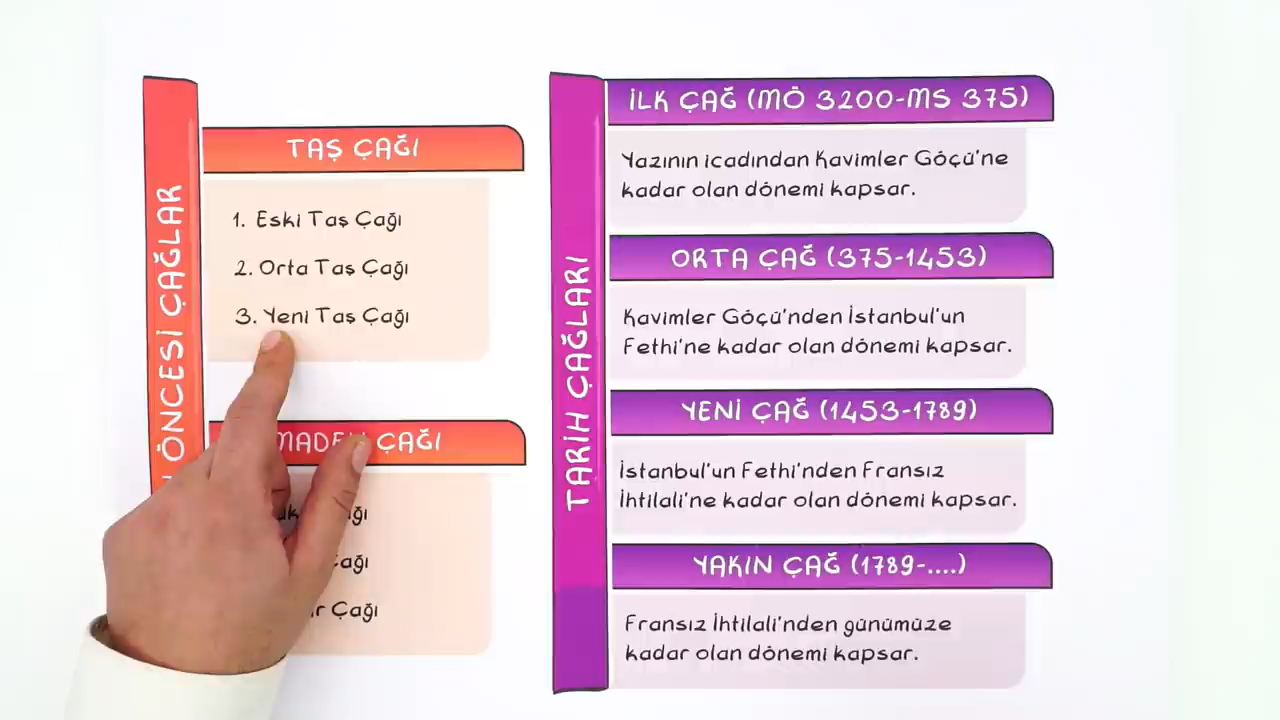 ÖNCESİ ÇAĞLAR
TAŞ ÇAĞI
1. Eski Taş Çağı
2. Orta Taş Çağı
3. Yeni Taş Çağı
MADEN ÇAĞI
Çağı
TARİH ÇAĞLARI
İLK ÇAĞ (MÖ 3200-MS 375)
Yazının icadından Kavimler Göçü'ne
kadar olan dönemi kapsar.
ORTA ÇAĞ (375-1453)
Kavimler Göçü'nden İstanbul'un
Fethi'ne kadar olan dönemi kapsar.
YENİ ÇAĞ (1453-1789)
İstanbul'un Fethi'nden Fransız
İhtilali'ne kadar olan dönemi kapsar.
YAKIN ÇAĞ (1789-....)
Fransız İhtilali'nden günümüze
kadar olan dönemi kapsar.